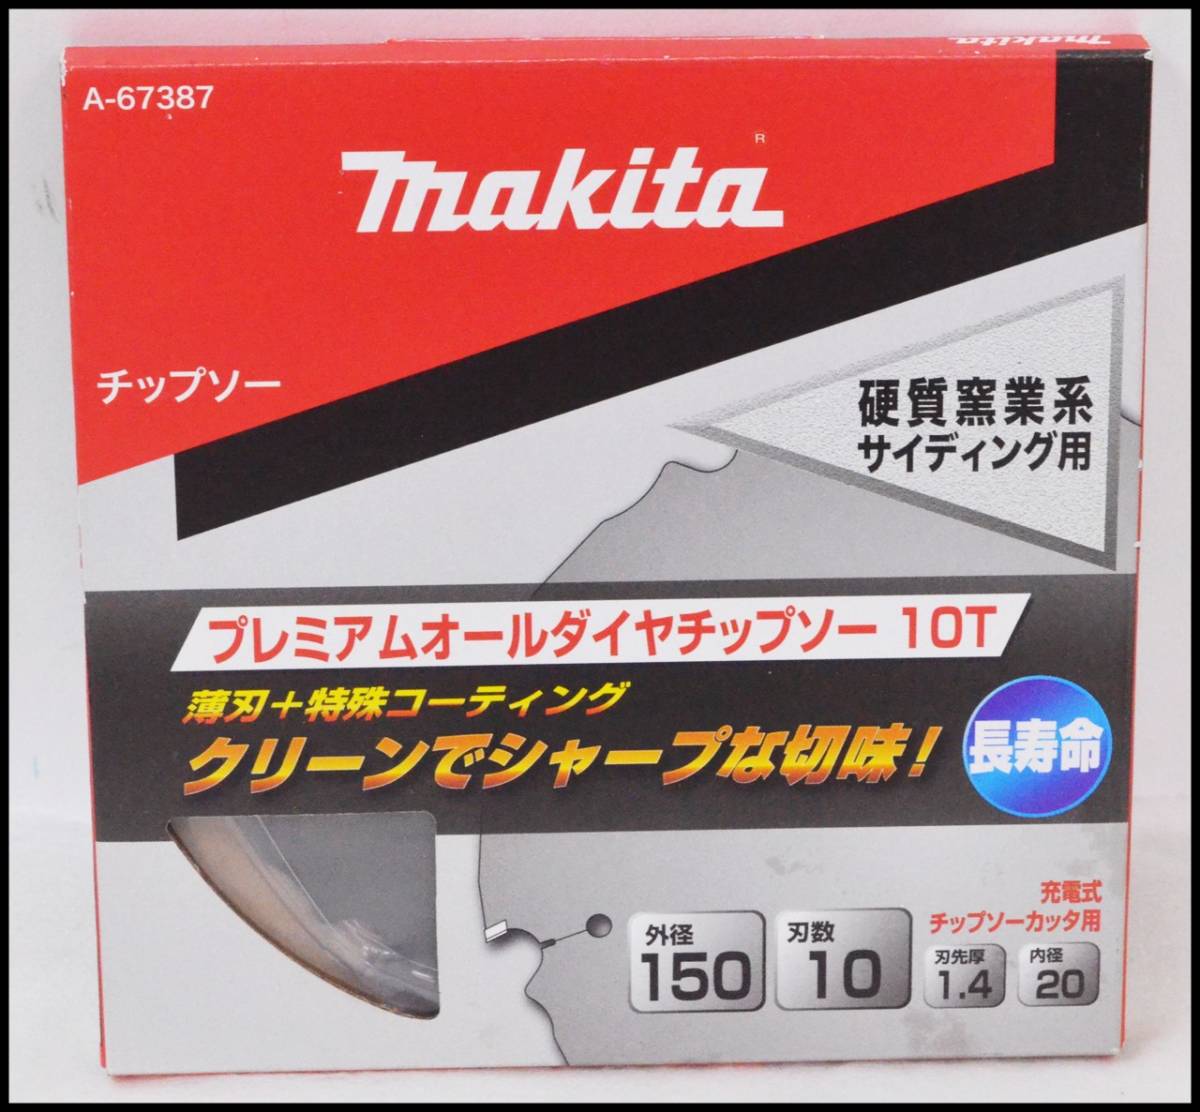 makita
A-67387
makita®
チップソー
硬質窯業系
サイディング用
プレミアムオールダイヤチップソー 10T
薄刃＋特殊コーティング
クリーンでシャープな切味！
長寿命
充電式
チップソーカッタ用
外径
150
刃数
10
刃先厚
1.4
内径
20